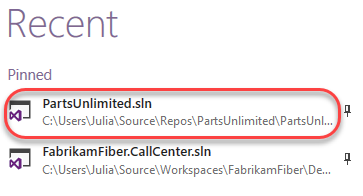 Recent
Pinned
PartsUnlimited.sln
C:\Users\Julia\Source\Repos\PartsUnlimited\PartsUnl...
FabrikamFiber.CallCenter.sln
C:\Users\Julia\Source\Workspaces\FabrikamFiber\De...